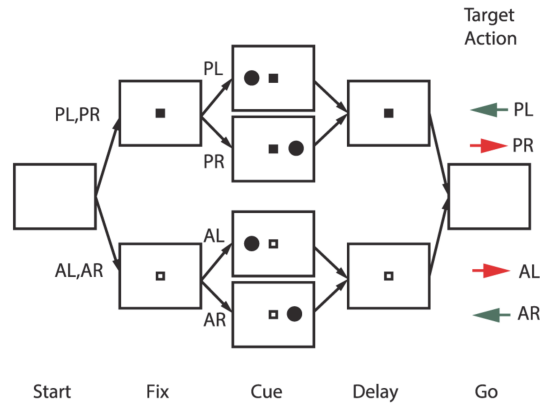 Target
Action
PL
PL,PR
PL
PR
PR
AL
AL,AR
AL
AR
AR
Start Fix Cue Delay Go